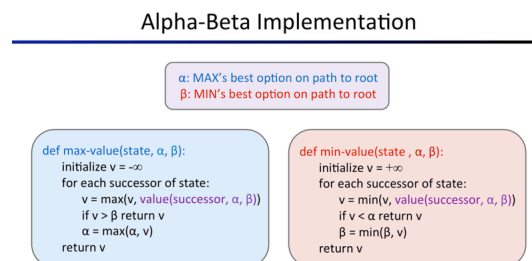 Alpha-Beta Implementation
α: MAX's best option on path to root
β: MIN's best option on path to root
def max-value(state, α, β):
initialize v = -∞
for each successor of state:
v = max(v, value(successor, α, β))
if v > β return v
α = max(α, v)
return v
def min-value(state , α, β):
initialize v = +∞
for each successor of state:
v = min(v, value(successor, α, β))
if v < α return v
β = min(β, v)
return v